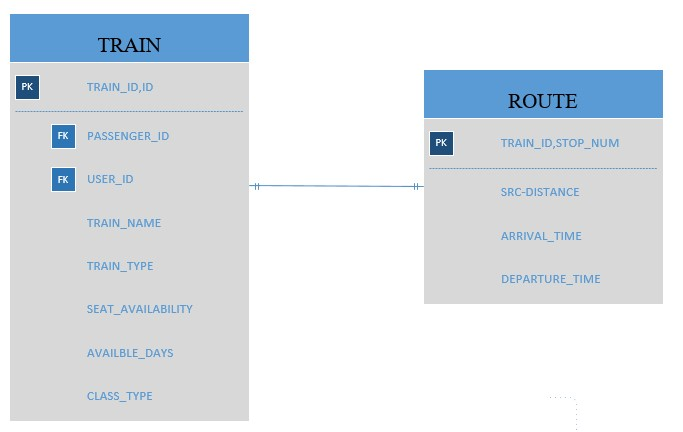 TRAIN
PK TRAIN_ID,ID
FK PASSENGER_ID
FK USER_ID
TRAIN_NAME
TRAIN_TYPE
SEAT_AVAILABILITY
AVAILBLE_DAYS
CLASS_TYPE
ROUTE
PK TRAIN_ID,STOP_NUM
SRC-DISTANCE
ARRIVAL_TIME
DEPARTURE_TIME